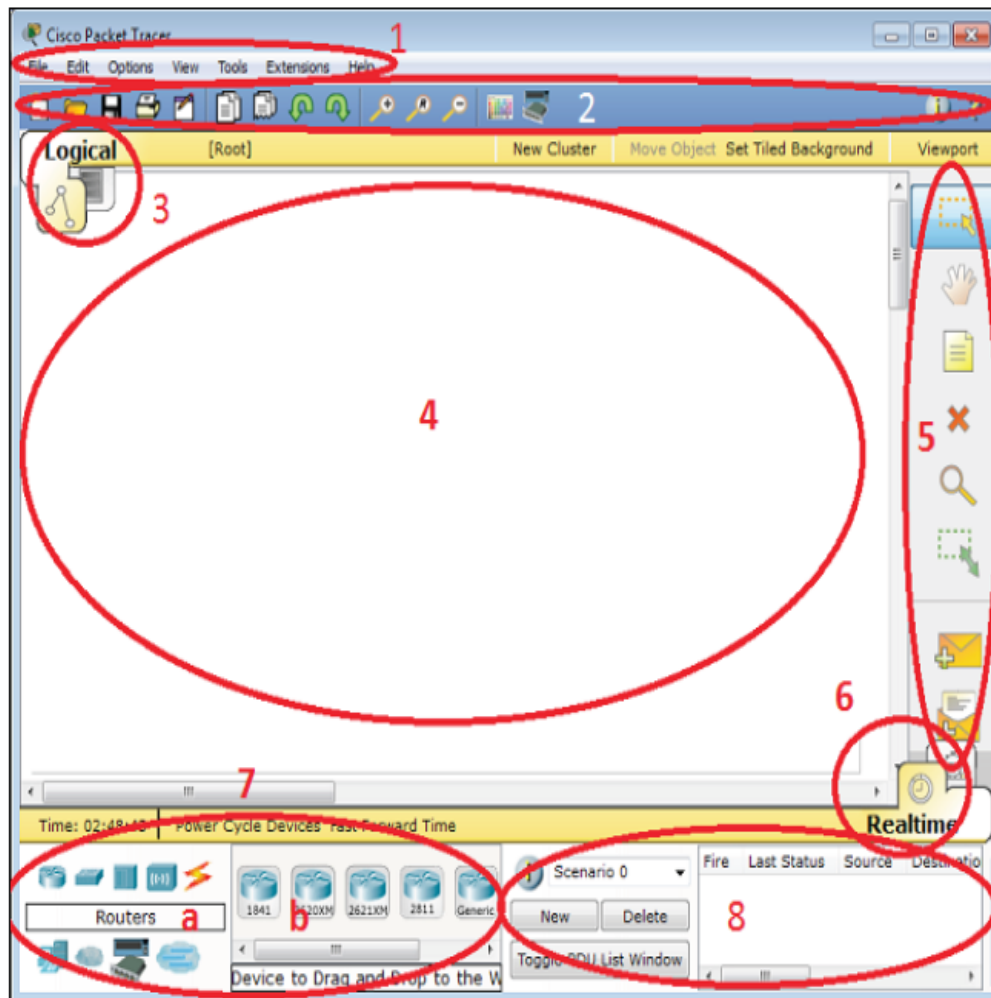 Cisco Packet Tracer
1
File Edit Options View Tools Extensions Help
2
Logical [Root] New Cluster Move Object Set Tiled Background Viewport
3
4
5
6
7
Time: Power Cycle Devices Fast Forward Time Realtime
Scenario 0 Fire Last Status Source Destinatio
1841 2620XM 2621XM 2811 Generic
Routers a b New Delete 8
Toggle PDU List Window
Device to Drag and Drop to the W